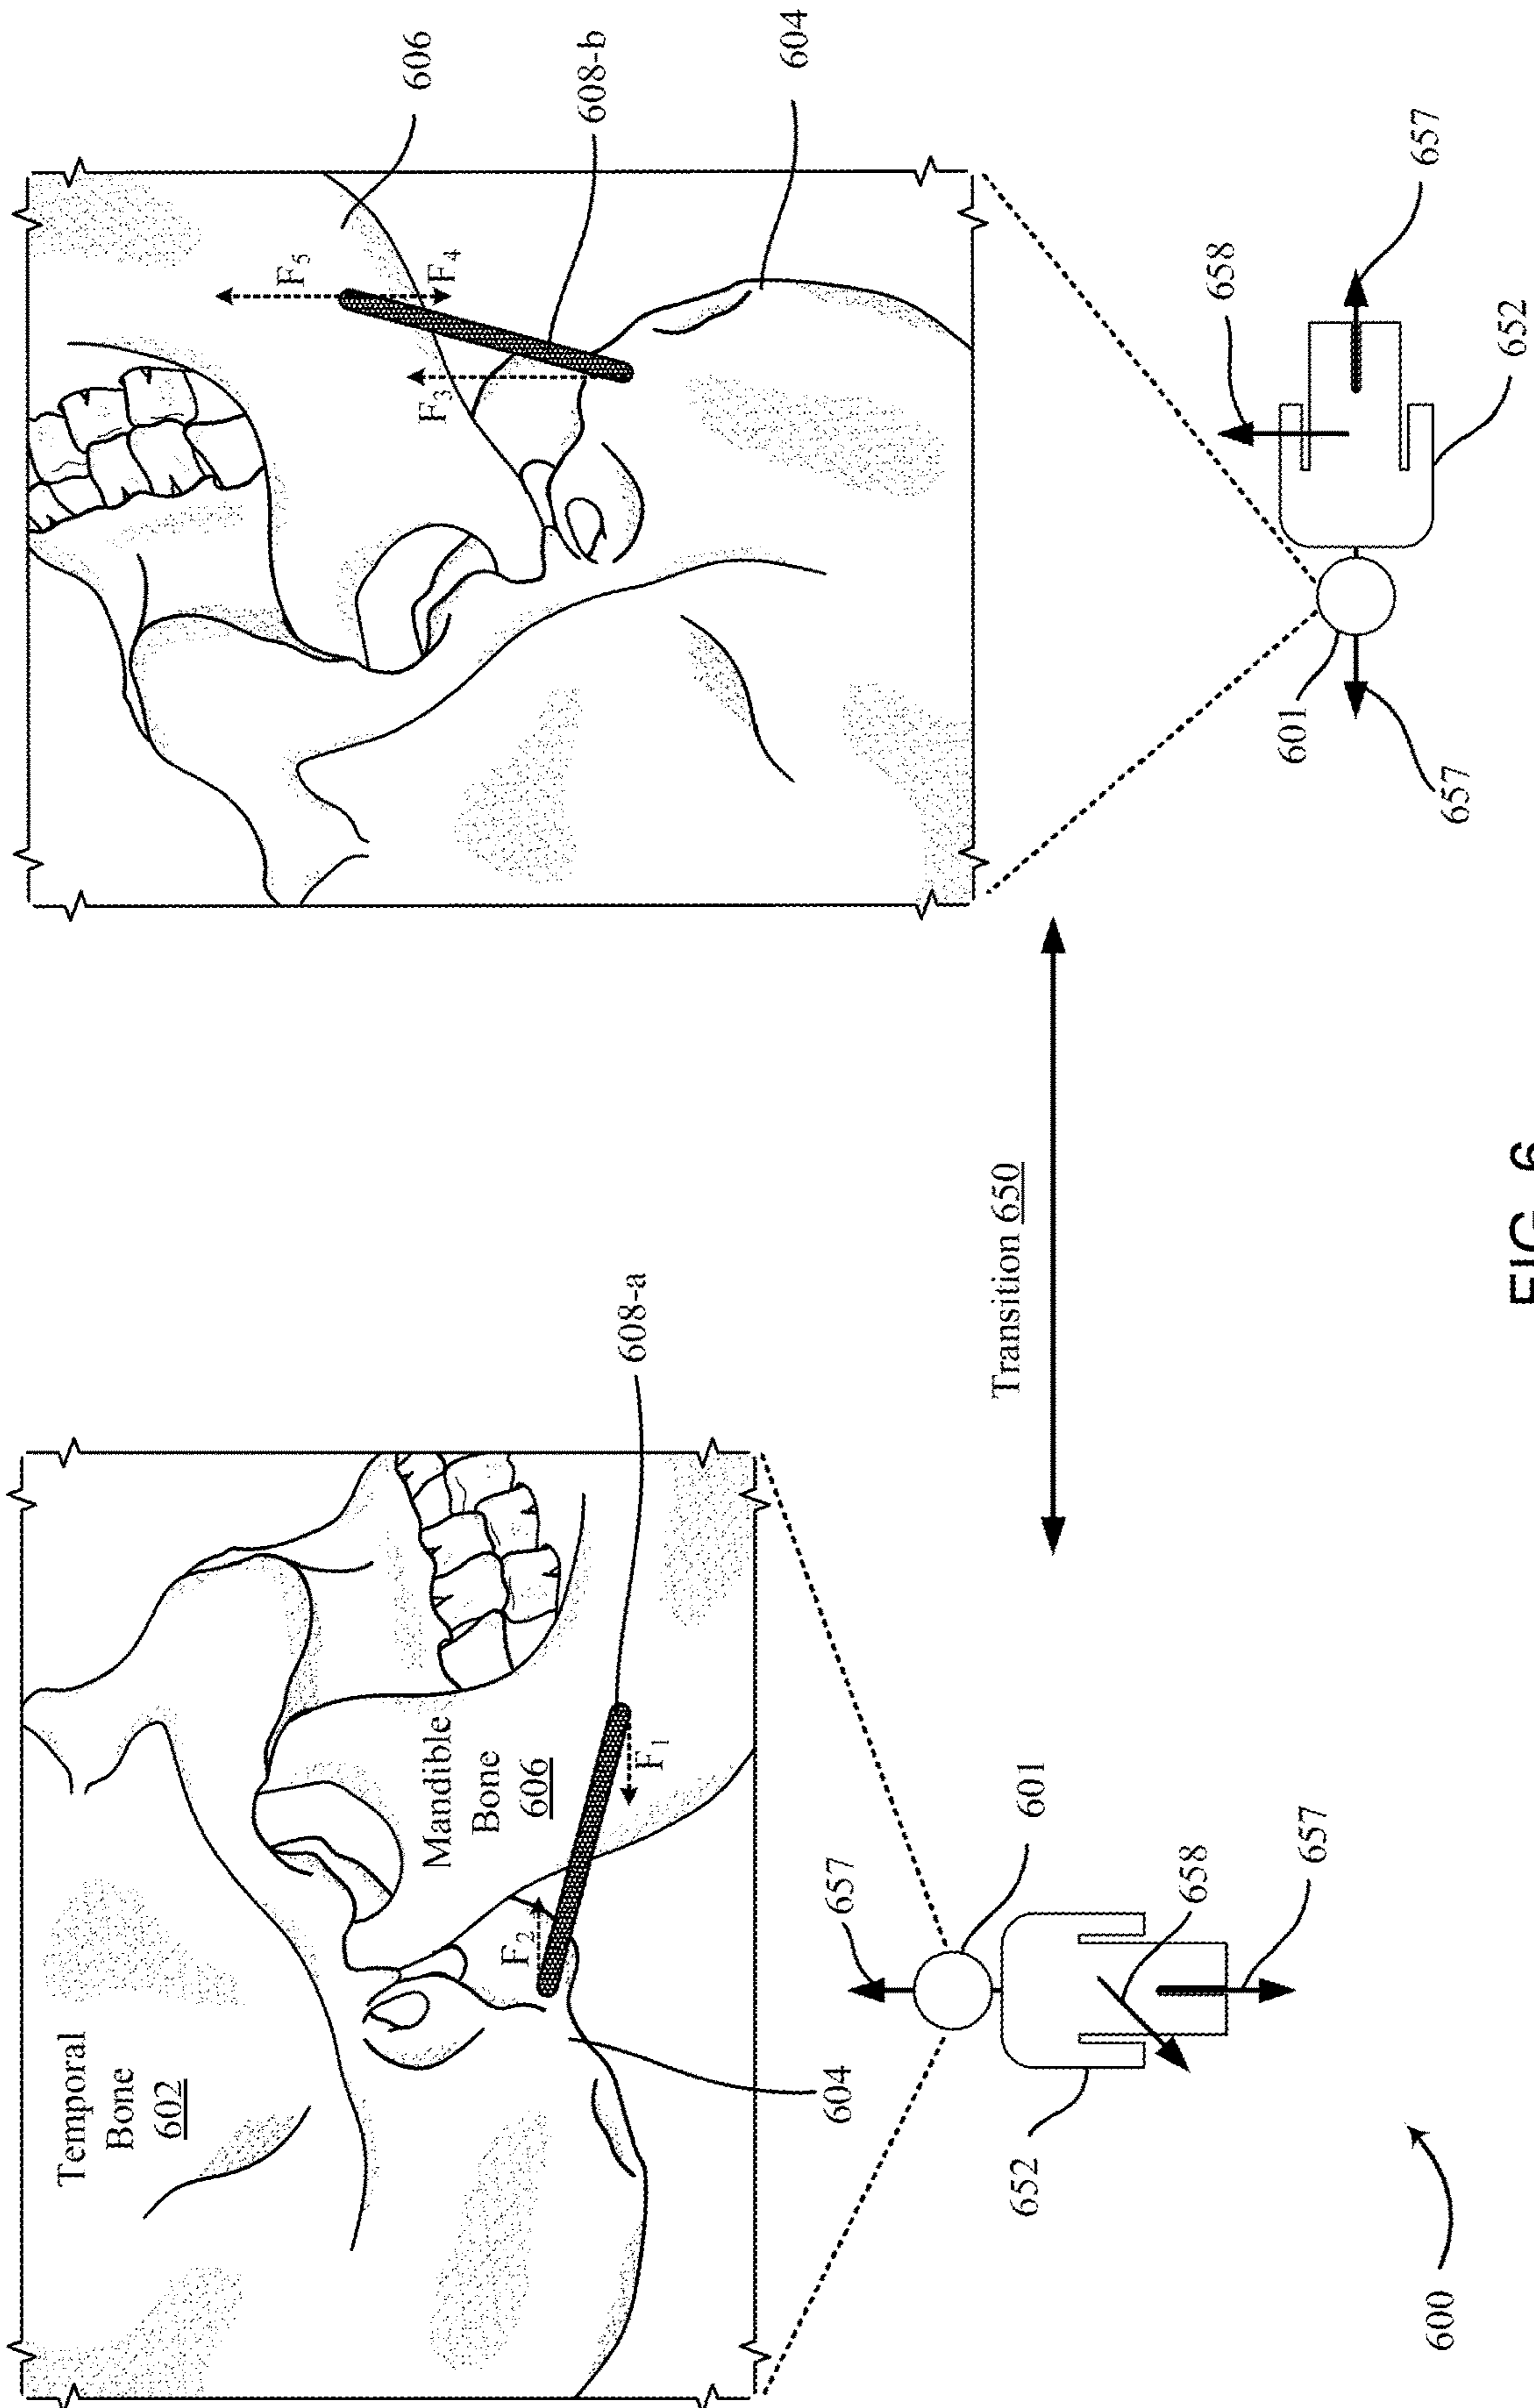 Temporal
Bone
602
Mandible
Bone
606
F₂
F₁
608-a
604
657
601
652
658
657
600
Transition 650
606
608-b
604
F₅
F₄
F₃
658
657
652
601
657
FIG. 6